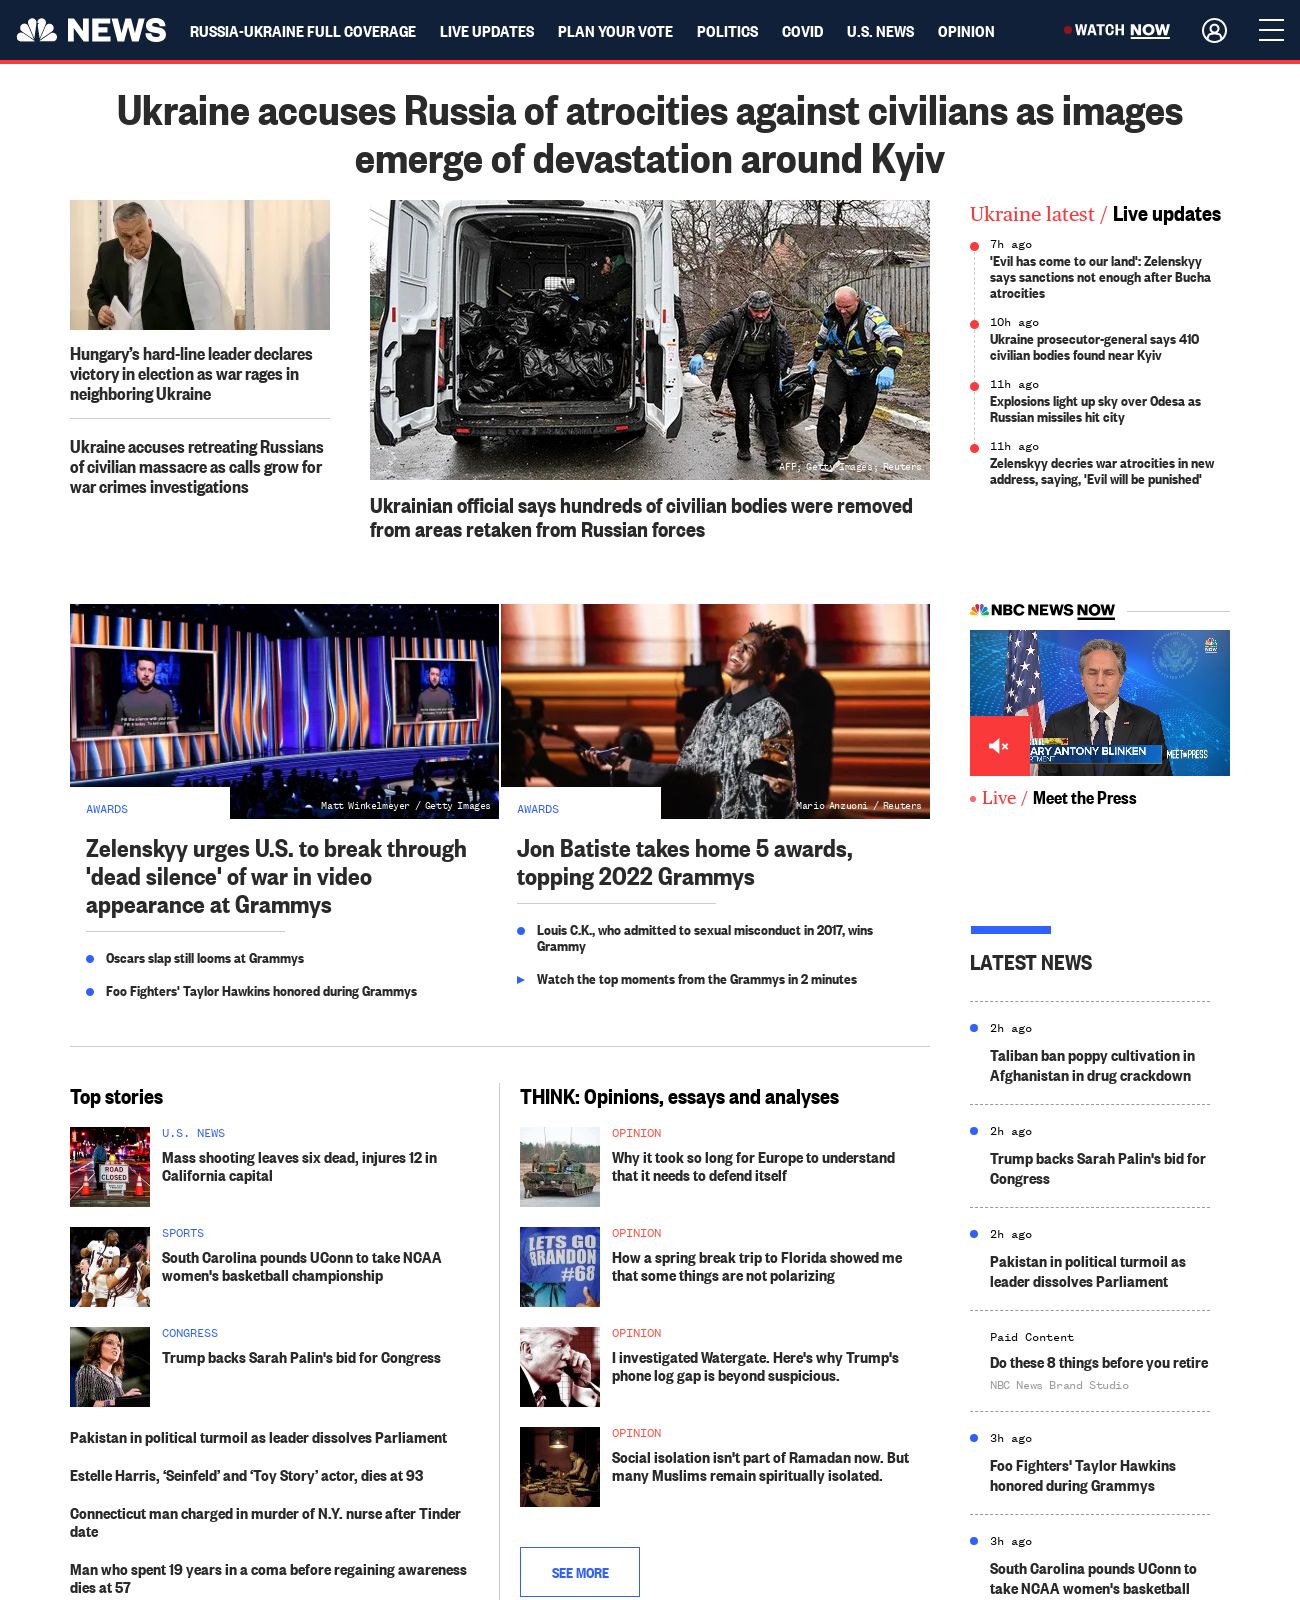 NEWS
RUSSIA-UKRAINE FULL COVERAGE
LIVE UPDATES
PLAN YOUR VOTE
POLITICS
COVID
U.S. NEWS
OPINION
WATCH NOW
Ukraine accuses Russia of atrocities against civilians as images
emerge of devastation around Kyiv
Hungary’s hard-line leader declares
victory in election as war rages in
neighboring Ukraine
Ukraine accuses retreating Russians
of civilian massacre as calls grow for
war crimes investigations
AFP; Getty Images; Reuters
Ukrainian official says hundreds of civilian bodies were removed
from areas retaken from Russian forces
Ukraine latest / Live updates
7h ago
'Evil has come to our land': Zelenskyy
says sanctions not enough after Bucha
atrocities
10h ago
Ukraine prosecutor-general says 410
civilian bodies found near Kyiv
11h ago
Explosions light up sky over Odesa as
Russian missiles hit city
11h ago
Zelenskyy decries war atrocities in new
address, saying, 'Evil will be punished'
Matt Winkelmeyer / Getty Images
AWARDS
Zelenskyy urges U.S. to break through
'dead silence' of war in video
appearance at Grammys
Oscars slap still looms at Grammys
Foo Fighters' Taylor Hawkins honored during Grammys
Mario Anzuoni / Reuters
AWARDS
Jon Batiste takes home 5 awards,
topping 2022 Grammys
Louis C.K., who admitted to sexual misconduct in 2017, wins
Grammy
Watch the top moments from the Grammys in 2 minutes
NBC NEWS NOW
ARY ANTONY BLINKEN
MEET THE PRESS
Live / Meet the Press
LATEST NEWS
2h ago
Taliban ban poppy cultivation in
Afghanistan in drug crackdown
2h ago
Trump backs Sarah Palin's bid for
Congress
2h ago
Pakistan in political turmoil as
leader dissolves Parliament
Paid Content
Do these 8 things before you retire
NBC News Brand Studio
3h ago
Foo Fighters' Taylor Hawkins
honored during Grammys
3h ago
South Carolina pounds UConn to
take NCAA women's basketball
Top stories
ROAD
CLOSED
U.S. NEWS
Mass shooting leaves six dead, injures 12 in
California capital
SPORTS
South Carolina pounds UConn to take NCAA
women's basketball championship
CONGRESS
Trump backs Sarah Palin's bid for Congress
Pakistan in political turmoil as leader dissolves Parliament
Estelle Harris, ‘Seinfeld’ and ‘Toy Story’ actor, dies at 93
Connecticut man charged in murder of N.Y. nurse after Tinder
date
Man who spent 19 years in a coma before regaining awareness
dies at 57
THINK: Opinions, essays and analyses
OPINION
Why it took so long for Europe to understand
that it needs to defend itself
LETS GO
BRANDON
#68
OPINION
How a spring break trip to Florida showed me
that some things are not polarizing
OPINION
I investigated Watergate. Here's why Trump's
phone log gap is beyond suspicious.
OPINION
Social isolation isn't part of Ramadan now. But
many Muslims remain spiritually isolated.
SEE MORE